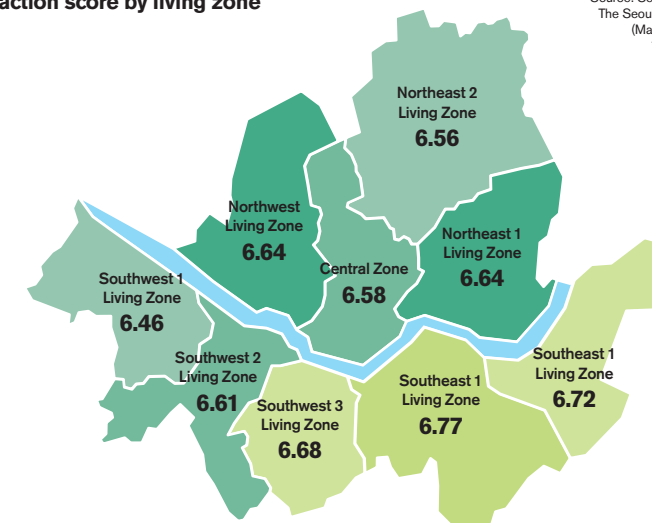 action score by living zone
The Seou
(Ma
Northeast 2
Living Zone
6.56
Northwest
Living Zone
6.64
Northeast 1
Living Zone
6.64
Central Zone
6.58
Southwest 1
Living Zone
6.46
Southwest 2
Living Zone
6.61
Southwest 3
Living Zone
6.68
Southeast 1
Living Zone
6.77
Southeast 1
Living Zone
6.72